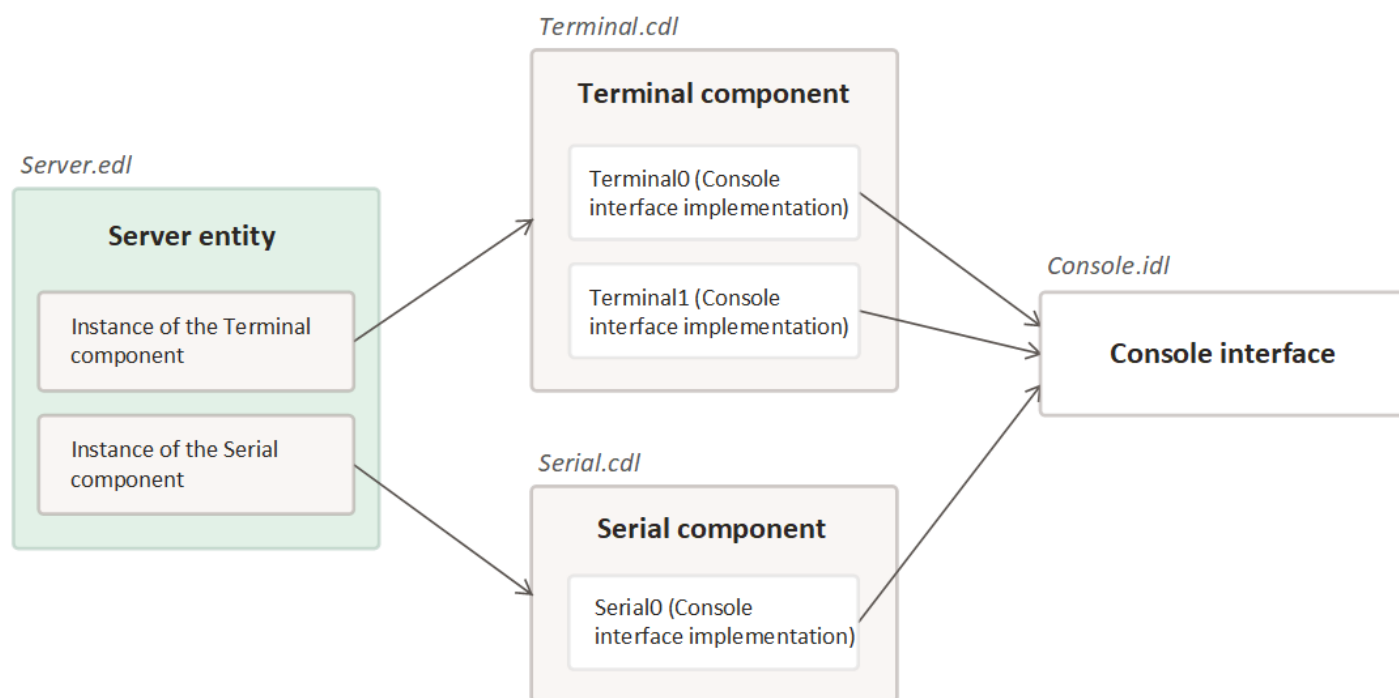 Terminal.cdl
Terminal component
Terminal0 (Console
interface implementation)
Terminal1 (Console
interface implementation)
Server.edl
Server entity
Instance of the Terminal
component
Instance of the Serial
component
Serial.cdl
Serial component
Serial0 (Console
interface implementation)
Console.idl
Console interface